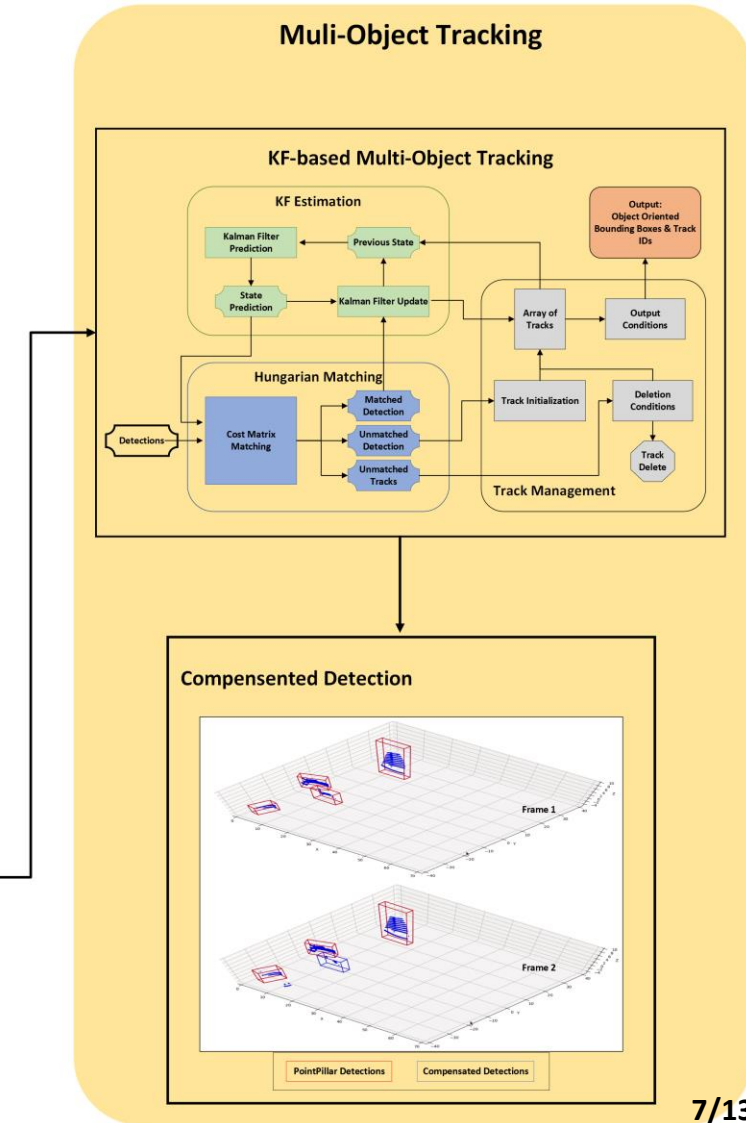 Muli-Object Tracking
KF-based Multi-Object Tracking
KF Estimation
Kalman Filter
Prediction
Previous State
State
Prediction
Kalman Filter Update
Output:
Object Oriented
Bounding Boxes & Track
IDs
Array of
Tracks
Output
Conditions
Hungarian Matching
Detections
Cost Matrix
Matching
Matched
Detection
Unmatched
Detection
Unmatched
Tracks
Track Initialization
Deletion
Conditions
Track
Delete
Track Management
Compensented Detection
Frame 1
Frame 2
PointPillar Detections
Compensated Detections
7/13